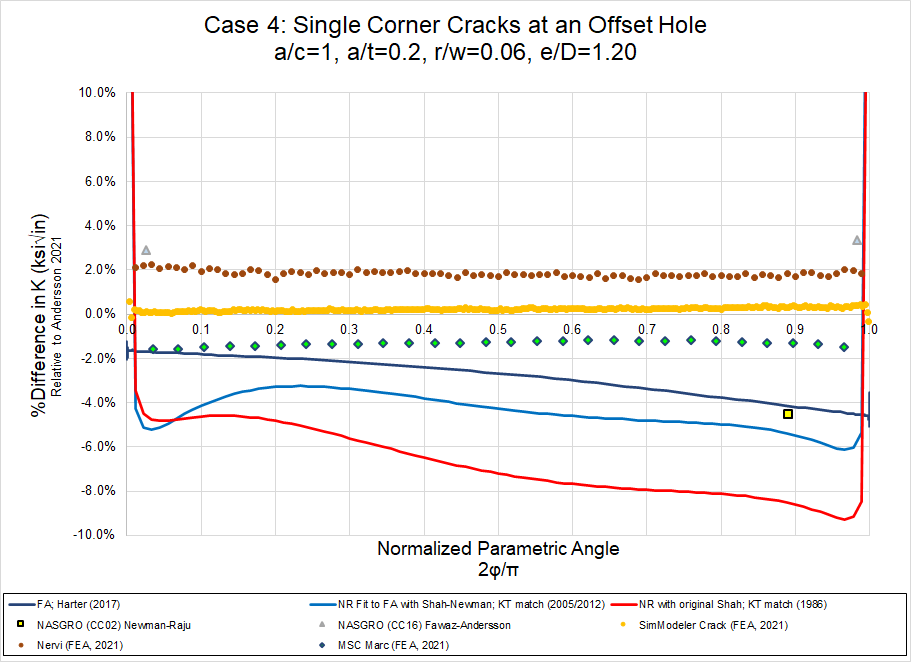 Case 4: Single Corner Cracks at an Offset Hole
a/c=1, a/t=0.2, r/w=0.06, e/D=1.20
%Difference in K (ksi√in)
Relative to Andersson 2021
10.0%
8.0%
6.0%
4.0%
2.0%
0.0%
-2.0%
-4.0%
-6.0%
-8.0%
-10.0%
0.0 0.1 0.2 0.3 0.4 0.5 0.6 0.7 0.8 0.9 1.0
Normalized Parametric Angle
2φ/π
FA; Harter (2017) NR Fit to FA with Shah-Newman; KT match (2005/2012) NR with original Shah; KT match (1986)
NASGRO (CC02) Newman-Raju NASGRO (CC16) Fawaz-Andersson SimModeler Crack (FEA, 2021)
Nervi (FEA, 2021) MSC Marc (FEA, 2021)